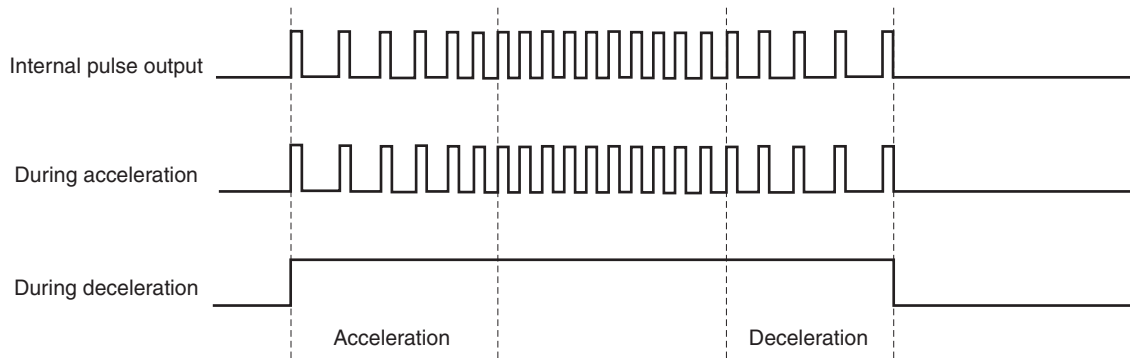 Internal pulse output
During acceleration
During deceleration
Acceleration
Deceleration